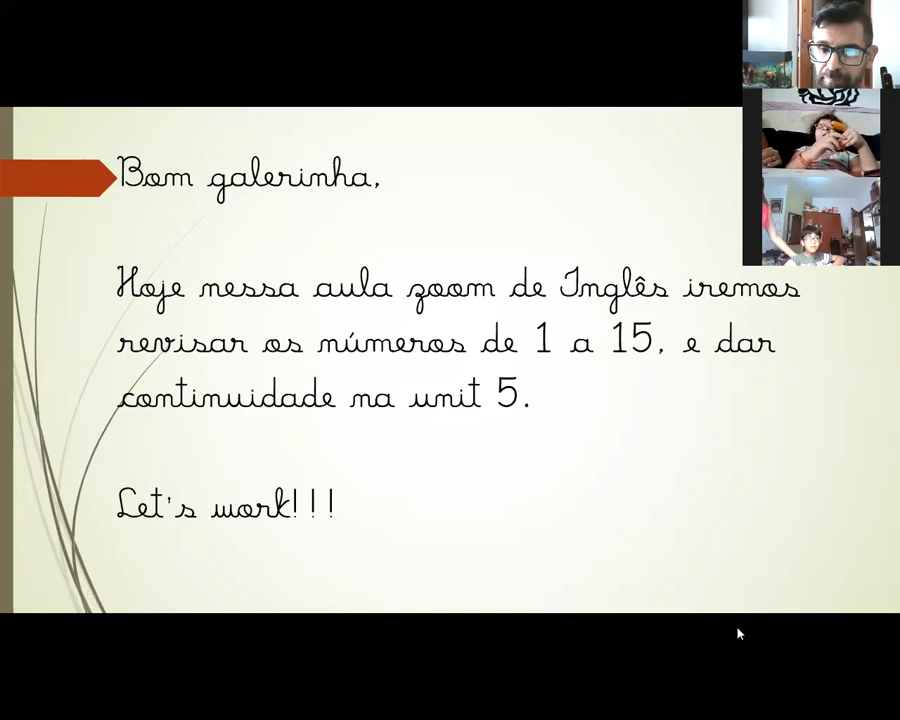 Bom galerinha,
Hoje nessa aula zoom de Inglês iremos
revisar os números de 1 a 15, e dar
continuidade na unit 5.
Let's work!!!